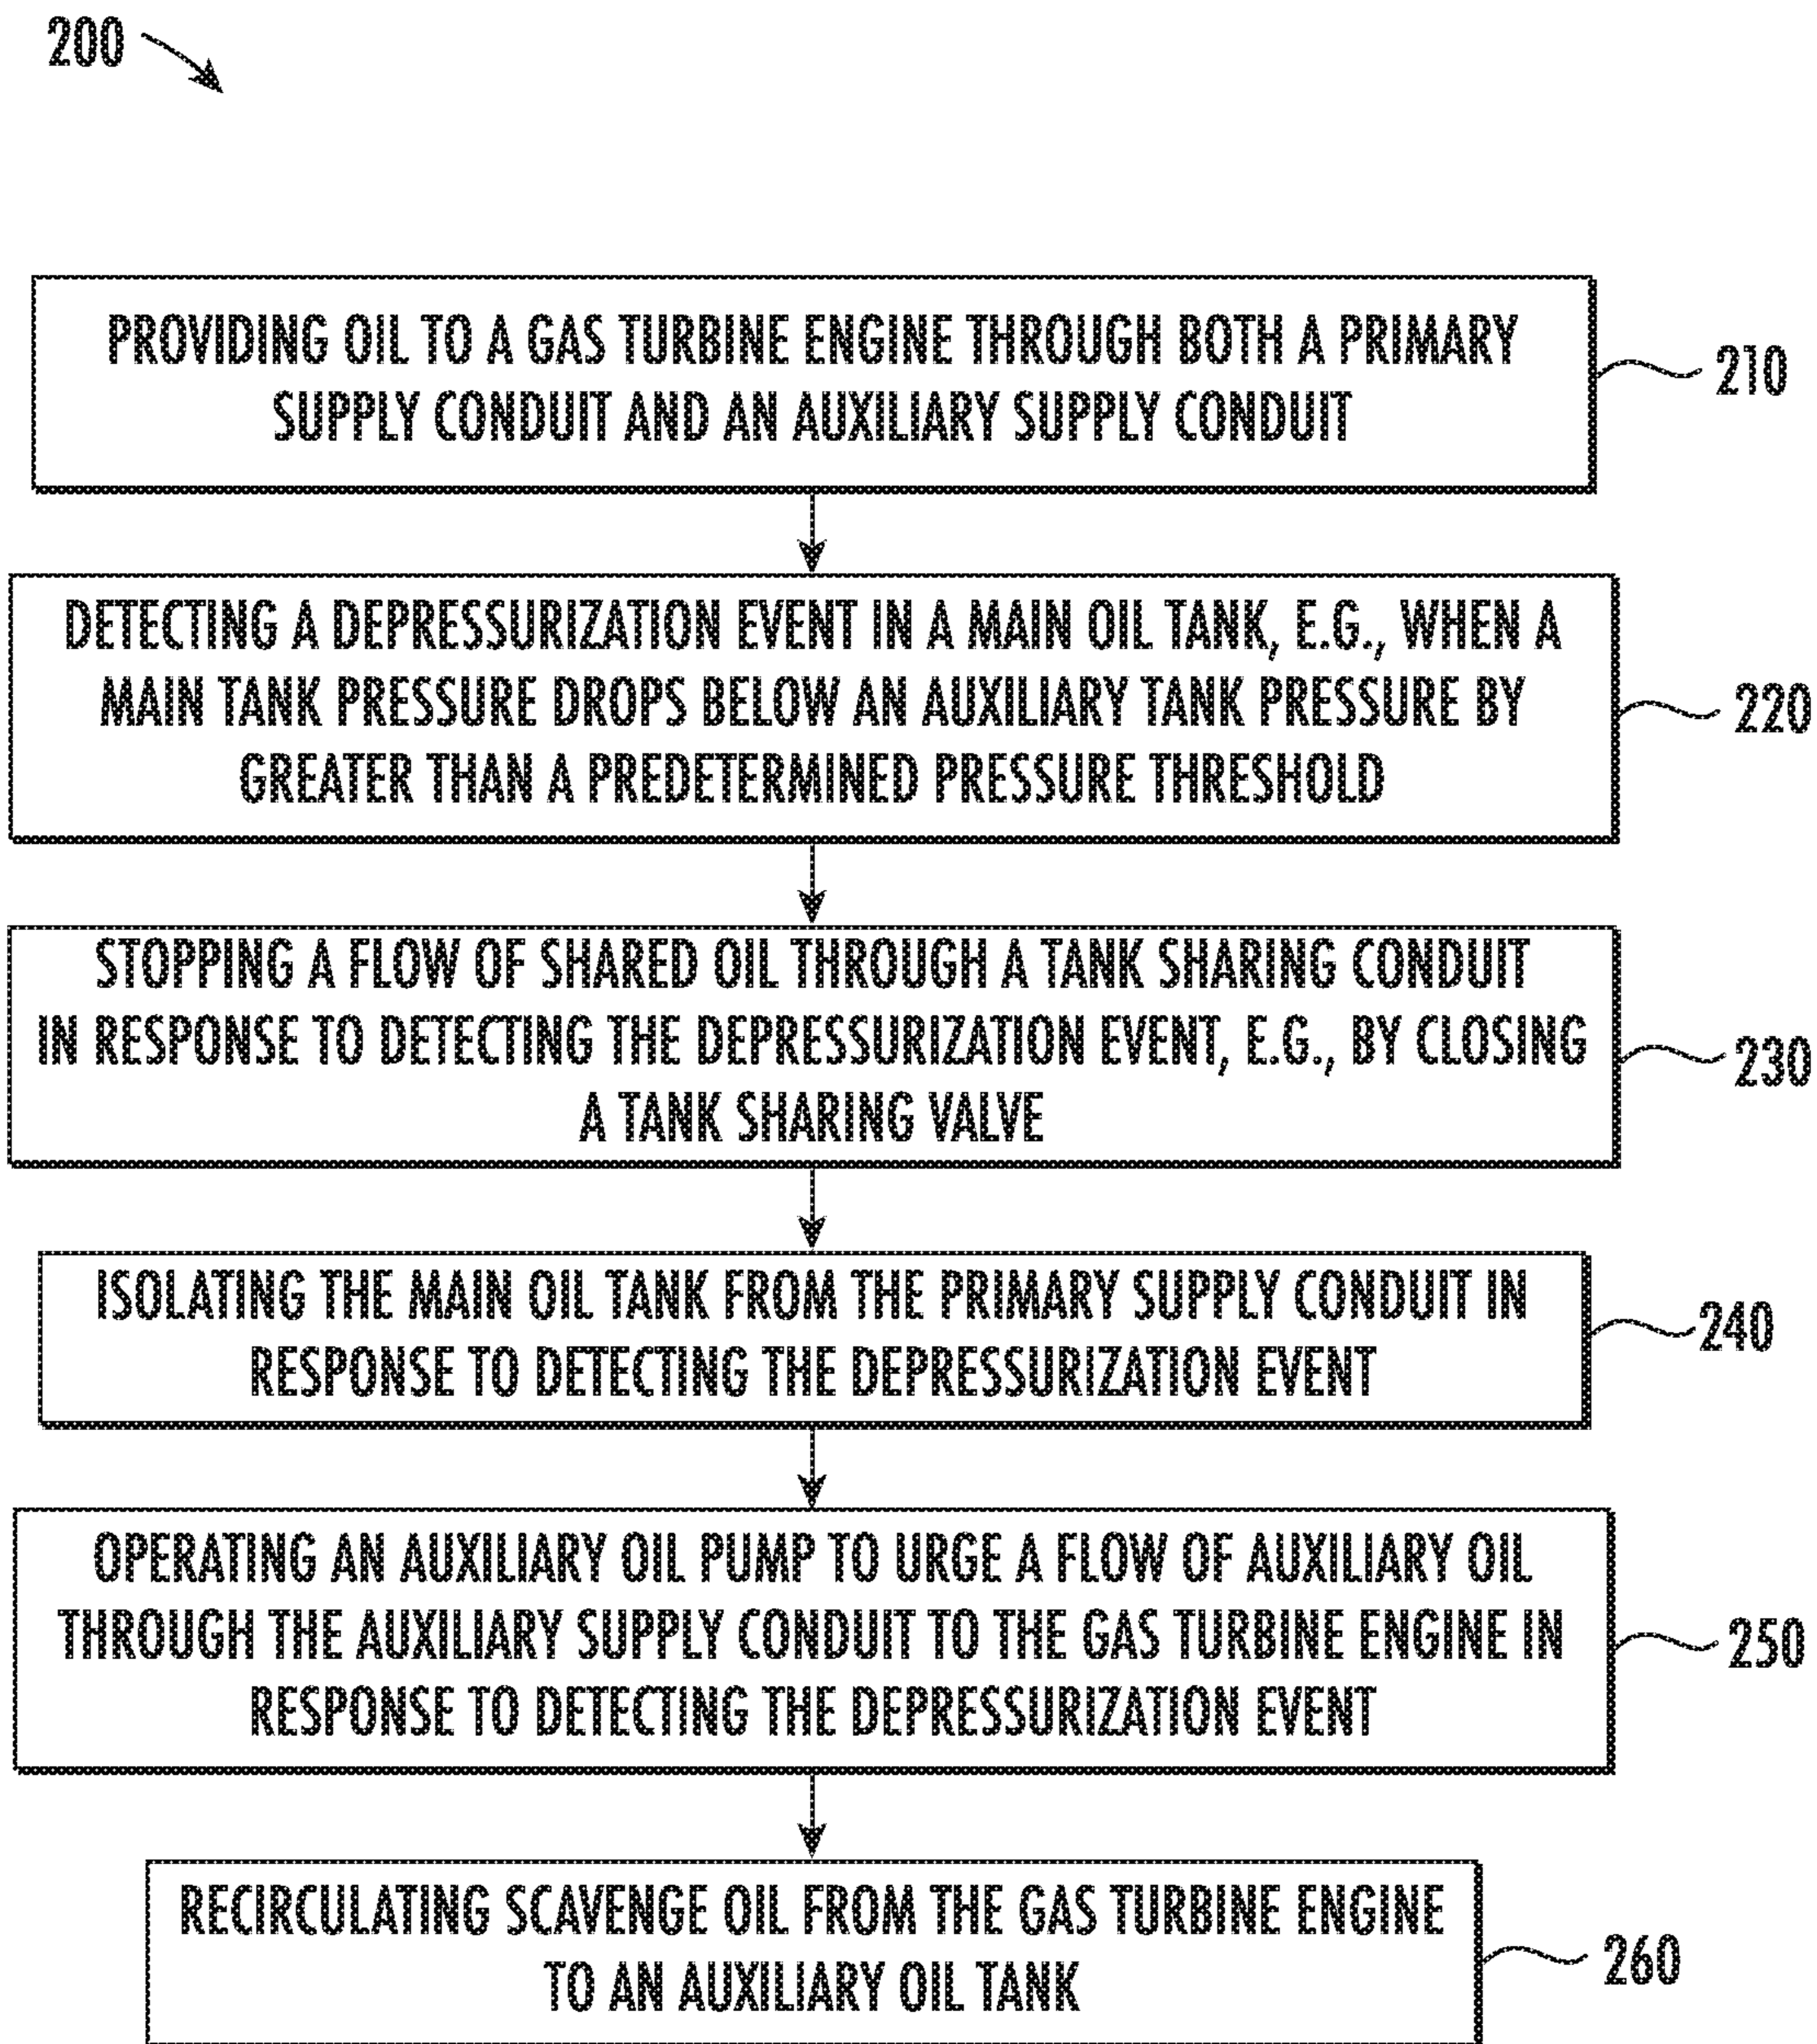 200
PROVIDING OIL TO A GAS TURBINE ENGINE THROUGH BOTH A PRIMARY
SUPPLY CONDUIT AND AN AUXILIARY SUPPLY CONDUIT
210
DETECTING A DEPRESSURIZATION EVENT IN A MAIN OIL TANK, E.G., WHEN A
MAIN TANK PRESSURE DROPS BELOW AN AUXILIARY TANK PRESSURE BY
GREATER THAN A PREDETERMINED PRESSURE THRESHOLD
220
STOPPING A FLOW OF SHARED OIL THROUGH A TANK SHARING CONDUIT
IN RESPONSE TO DETECTING THE DEPRESSURIZATION EVENT, E.G., BY CLOSING
A TANK SHARING VALVE
230
ISOLATING THE MAIN OIL TANK FROM THE PRIMARY SUPPLY CONDUIT IN
RESPONSE TO DETECTING THE DEPRESSURIZATION EVENT
240
OPERATING AN AUXILIARY OIL PUMP TO URGE A FLOW OF AUXILIARY OIL
THROUGH THE AUXILIARY SUPPLY CONDUIT TO THE GAS TURBINE ENGINE IN
RESPONSE TO DETECTING THE DEPRESSURIZATION EVENT
250
RECIRCULATING SCAVENGE OIL FROM THE GAS TURBINE ENGINE
TO AN AUXILIARY OIL TANK
260